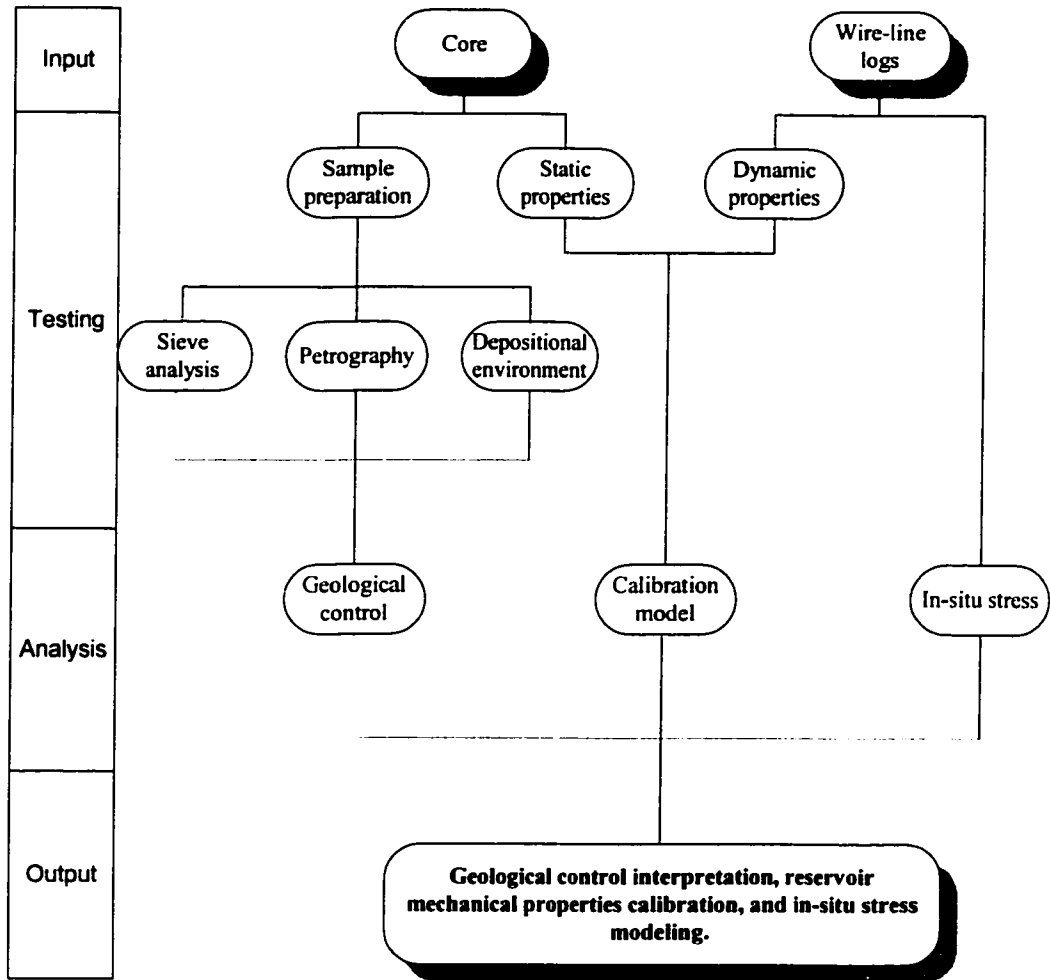 Input
Core
Wire-line
logs
Testing
Sample
preparation
Static
properties
Dynamic
properties
Sieve
analysis
Petrography
Depositional
environment
Analysis
Geological
control
Calibration
model
In-situ stress
Output
Geological control interpretation, reservoir
mechanical properties calibration, and in-situ stress
modeling.